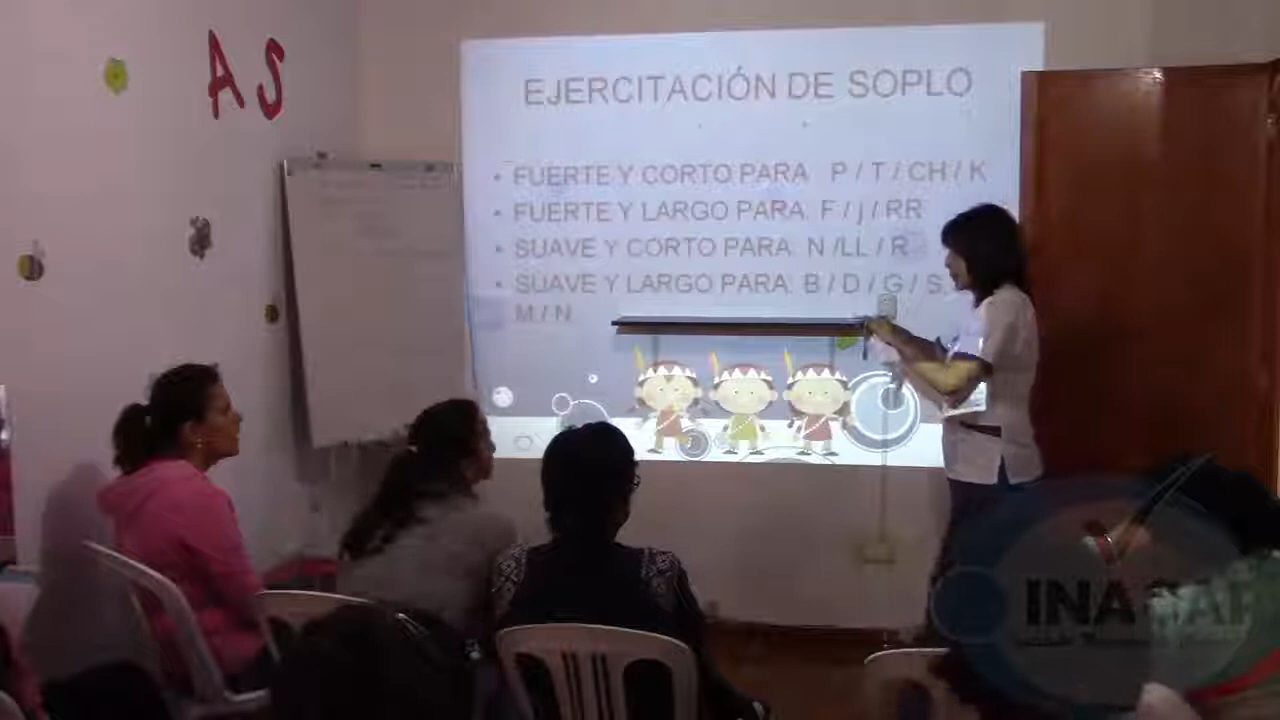 A S
EJERCITACIÓN DE SOPLO
• FUERTE Y CORTO PARA P / T / CH / K
• FUERTE Y LARGO PARA F / j / RR
• SUAVE Y CORTO PARA N /LL / R
• SUAVE Y LARGO PARA B / D / G / S
M / N